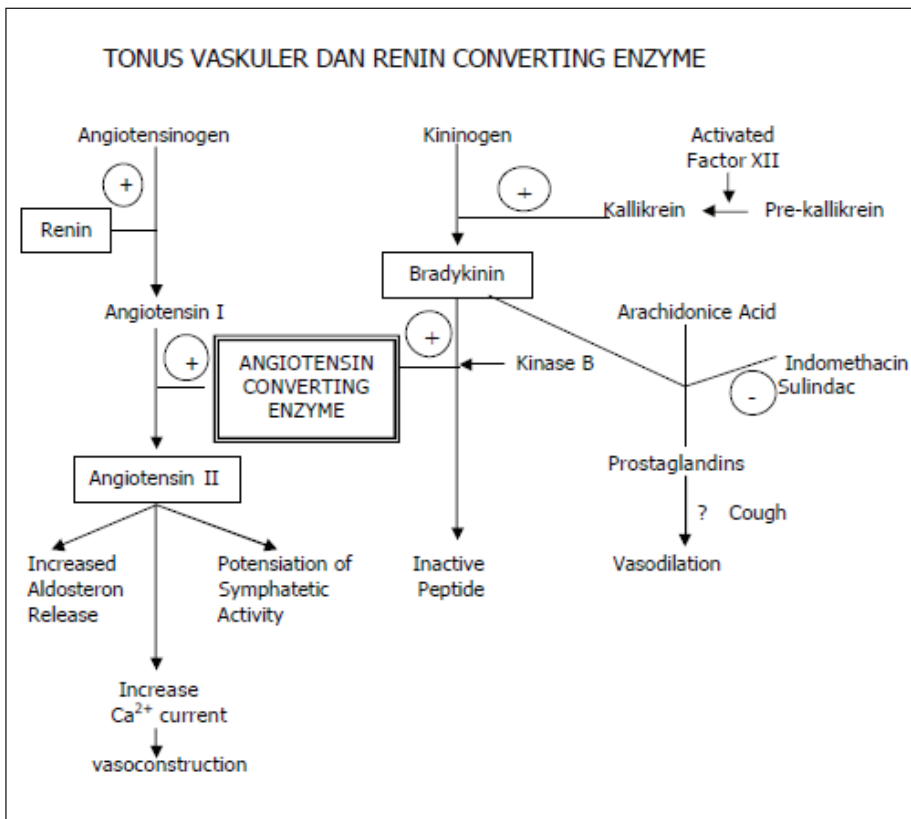 TONUS VASKULER DAN RENIN CONVERTING ENZYME
Angiotensinogen
Kininogen
Activated
Factor XII
+
+
Renin
Kallikrein
Pre-kallikrein
Bradykinin
Angiotensin I
Arachidonice Acid
+
ANGIOTENSIN
CONVERTING
ENZYME
+
Kinase B
Indomethacin
Sulindac
-
Angiotensin II
Prostaglandins
? Cough
Increased
Aldosteron
Release
Potensiation of
Symphatetic
Activity
Inactive
Peptide
Vasodilation
Increase
Ca²⁺ current
vasoconstruction